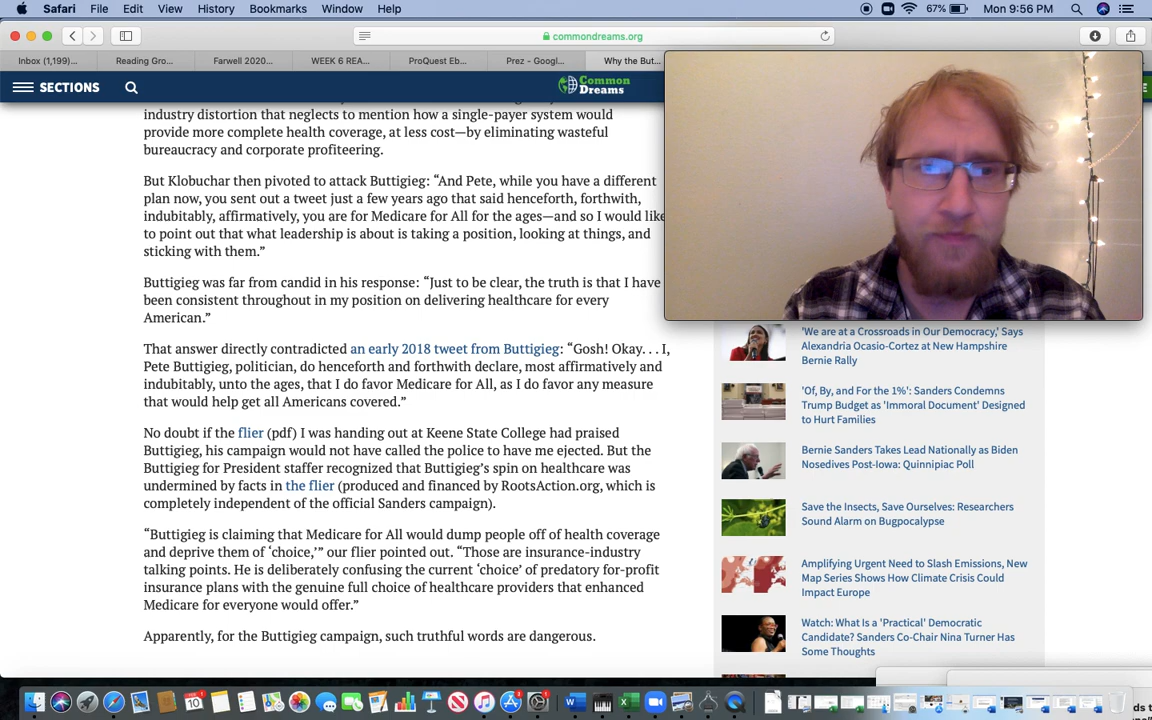 Safari File Edit View History Bookmarks Window Help
67% Mon 9:56 PM
commondreams.org
Inbox (1,199)... Reading Gro... Farwell 2020... WEEK 6 REA... ProQuest Eb... Prez - Googl... Why the But...
SECTIONS
Common
Dreams
industry distortion that neglects to mention how a single-payer system would
provide more complete health coverage, at less cost—by eliminating wasteful
bureaucracy and corporate profiteering.
But Klobuchar then pivoted to attack Buttigieg: “And Pete, while you have a different
plan now, you sent out a tweet just a few years ago that said henceforth, forthwith,
indubitably, affirmatively, you are for Medicare for All for the ages—and so I would like
to point out that what leadership is about is taking a position, looking at things, and
sticking with them.”
Buttigieg was far from candid in his response: “Just to be clear, the truth is that I have
been consistent throughout in my position on delivering healthcare for every
American.”
That answer directly contradicted an early 2018 tweet from Buttigieg: “Gosh! Okay. . . I,
Pete Buttigieg, politician, do henceforth and forthwith declare, most affirmatively and
indubitably, unto the ages, that I do favor Medicare for All, as I do favor any measure
that would help get all Americans covered.”
No doubt if the flier (pdf) I was handing out at Keene State College had praised
Buttigieg, his campaign would not have called the police to have me ejected. But the
Buttigieg for President staffer recognized that Buttigieg’s spin on healthcare was
undermined by facts in the flier (produced and financed by RootsAction.org, which is
completely independent of the official Sanders campaign).
“Buttigieg is claiming that Medicare for All would dump people off of health coverage
and deprive them of ‘choice,’” our flier pointed out. “Those are insurance-industry
talking points. He is deliberately confusing the current ‘choice’ of predatory for-profit
insurance plans with the genuine full choice of healthcare providers that enhanced
Medicare for everyone would offer.”
Apparently, for the Buttigieg campaign, such truthful words are dangerous.
'We are at a Crossroads in Our Democracy,' Says
Alexandria Ocasio-Cortez at New Hampshire
Bernie Rally
'Of, By, and For the 1%': Sanders Condemns
Trump Budget as 'Immoral Document' Designed
to Hurt Families
Bernie Sanders Takes Lead Nationally as Biden
Nosedives Post-Iowa: Quinnipiac Poll
Save the Insects, Save Ourselves: Researchers
Sound Alarm on Bugpocalypse
Amplifying Urgent Need to Slash Emissions, New
Map Series Shows How Climate Crisis Could
Impact Europe
Watch: What Is a 'Practical' Democratic
Candidate? Sanders Co-Chair Nina Turner Has
Some Thoughts